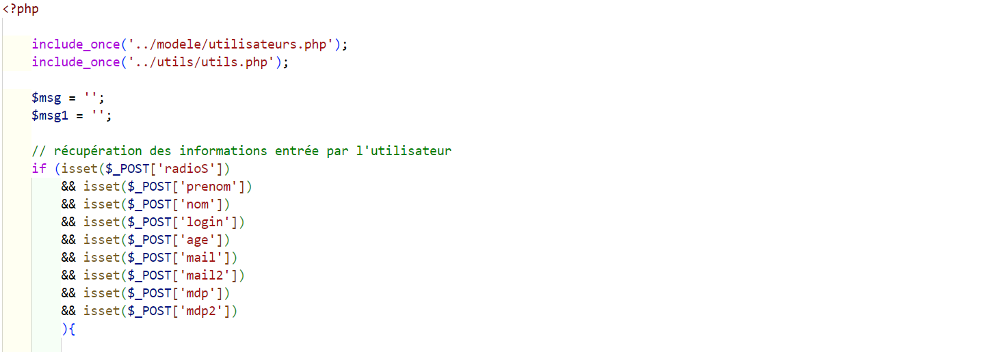 <?php
include_once('../modele/utilisateurs.php');
include_once('../utils/utils.php');
$msg = '';
$msg1 = '';
// récupération des informations entrée par l'utilisateur
if (isset($_POST['radioS'])
&& isset($_POST['prenom'])
&& isset($_POST['nom'])
&& isset($_POST['login'])
&& isset($_POST['age'])
&& isset($_POST['mail'])
&& isset($_POST['mail2'])
&& isset($_POST['mdp'])
&& isset($_POST['mdp2'])
){